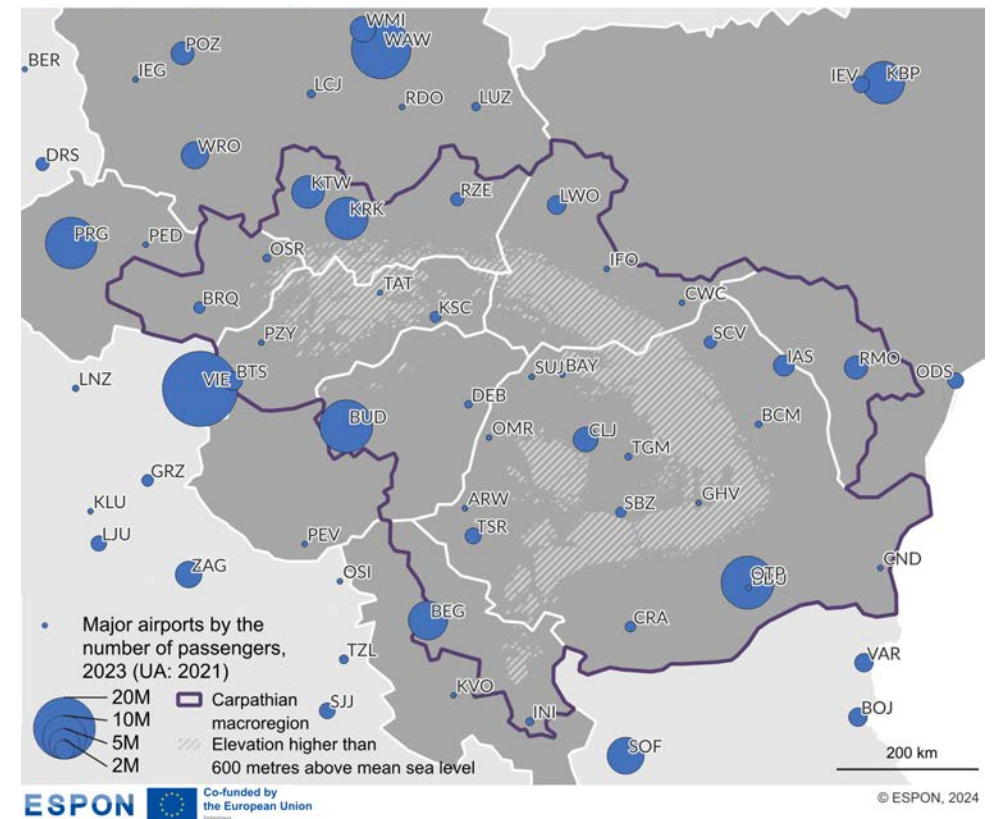 WMI
WAW
POZ
BER
IEG
IEV
KBP
LCJ
RDO
LUZ
WRO
DRS
KTW
RZE
LWO
KRK
PRG
PED
OSR
IFO
TAT
CWC
BRQ
KSC
SCV
PZY
IAS
RMO
ODS
LNZ
VIE
BTS
SUJ
BAY
DEB
BUD
BCM
OMR
CLJ
TGM
GRZ
KLU
ARW
SBZ
GHV
LJU
TSR
PEV
ZAG
OSI
OTP
CND
BEG
CRA
TZL
VAR
KVO
SJJ
INI
BOJ
SOF
Major airports by the
number of passengers,
2023 (UA: 2021)
20M
10M
5M
2M
Carpathian
macroregion
Elevation higher than
600 metres above mean sea level
200 km
ESPON
Co-funded by
the European Union
Interreg
© ESPON, 2024